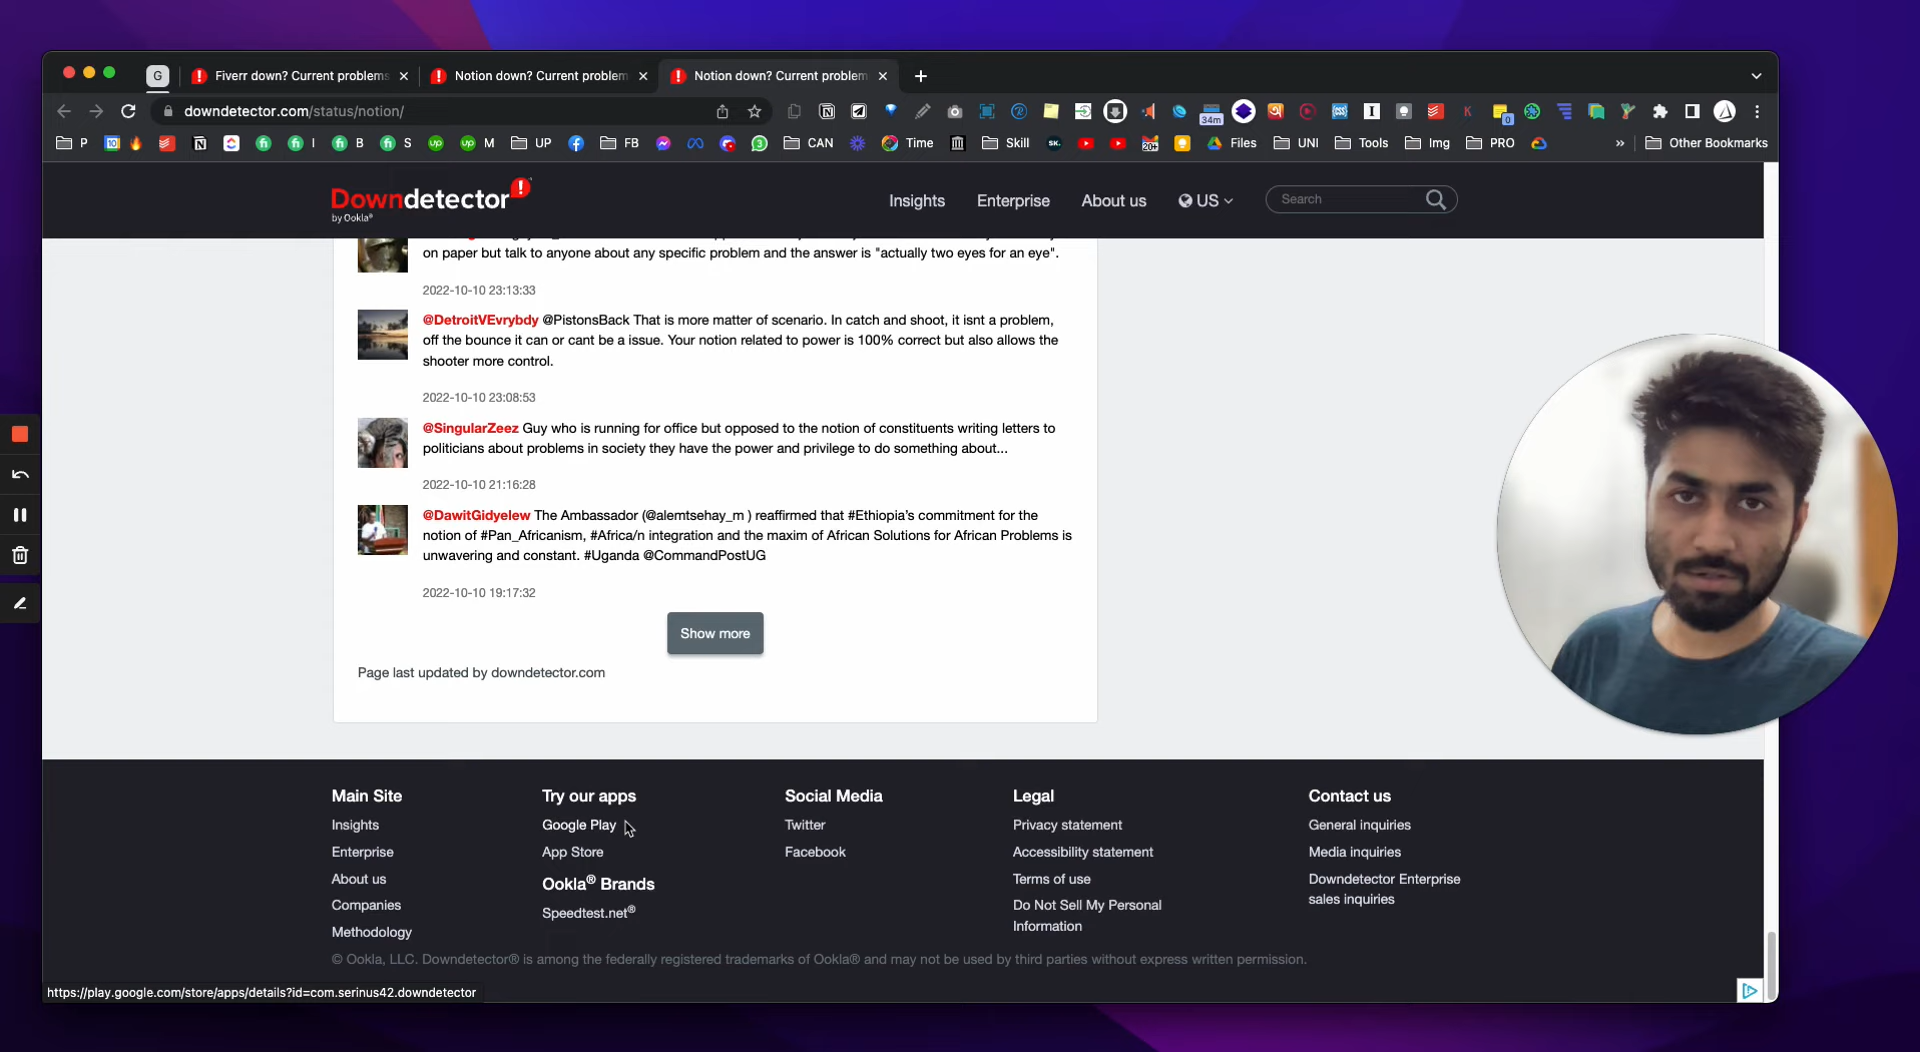 G
Fiverr down? Current problems
Notion down? Current problem
Notion down? Current problem
downdetector.com/status/notion/
34m
0
P
10
I
B
S
M
UP
FB
3
CAN
Time
Skill
SK.
20+
Files
UNI
Tools
Img
PRO
»
Other Bookmarks
Downdetector
by Ookla®
Insights
Enterprise
About us
US
Search
on paper but talk to anyone about any specific problem and the answer is "actually two eyes for an eye".
2022-10-10 23:13:33
@DetroitVEvrybdy @PistonsBack That is more matter of scenario. In catch and shoot, it isnt a problem,
off the bounce it can or cant be a issue. Your notion related to power is 100% correct but also allows the
shooter more control.
2022-10-10 23:08:53
@SingularZeez Guy who is running for office but opposed to the notion of constituents writing letters to
politicians about problems in society they have the power and privilege to do something about...
2022-10-10 21:16:28
@DawitGidyelew The Ambassador (@alemtsehay_m ) reaffirmed that #Ethiopia's commitment for the
notion of #Pan_Africanism, #Africa/n integration and the maxim of African Solutions for African Problems is
unwavering and constant. #Uganda @CommandPostUG
2022-10-10 19:17:32
Show more
Page last updated by downdetector.com
Main Site
Insights
Enterprise
About us
Companies
Methodology
Try our apps
Google Play
App Store
Ookla® Brands
Speedtest.net®
Social Media
Twitter
Facebook
Legal
Privacy statement
Accessibility statement
Terms of use
Do Not Sell My Personal
Information
Contact us
General inquiries
Media inquiries
Downdetector Enterprise
sales inquiries
© Ookla, LLC. Downdetector® is among the federally registered trademarks of Ookla® and may not be used by third parties without express written permission.
https://play.google.com/store/apps/details?id=com.serinus42.downdetector